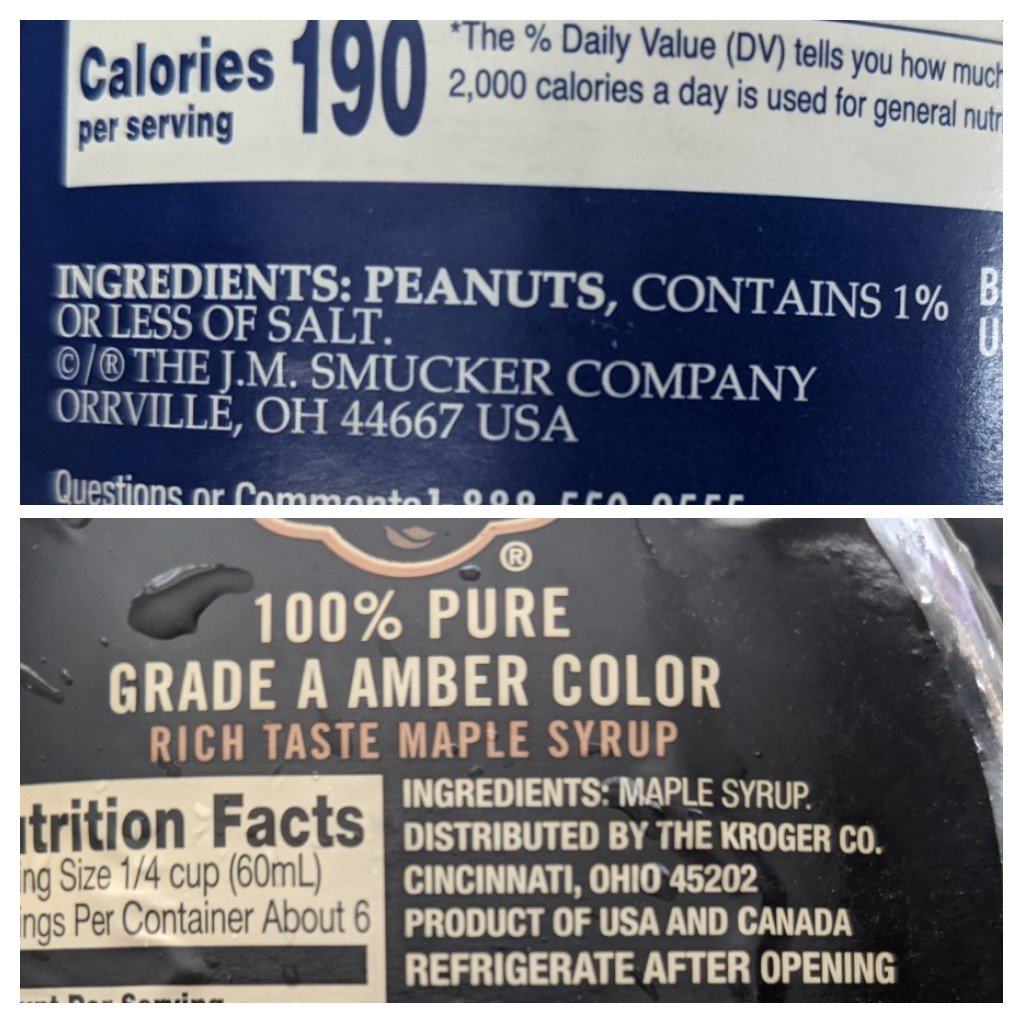 Calories 190
per serving
*The % Daily Value (DV) tells you how much
2,000 calories a day is used for general nutr
INGREDIENTS: PEANUTS, CONTAINS 1%
OR LESS OF SALT.
©/® THE J.M. SMUCKER COMPANY
ORRVILLE, OH 44667 USA
B
U
Questions or
®
100% PURE
GRADE A AMBER COLOR
RICH TASTE MAPLE SYRUP
trition Facts
ng Size 1/4 cup (60mL)
ings Per Container About 6
INGREDIENTS: MAPLE SYRUP.
DISTRIBUTED BY THE KROGER CO.
CINCINNATI, OHIO 45202
PRODUCT OF USA AND CANADA
REFRIGERATE AFTER OPENING